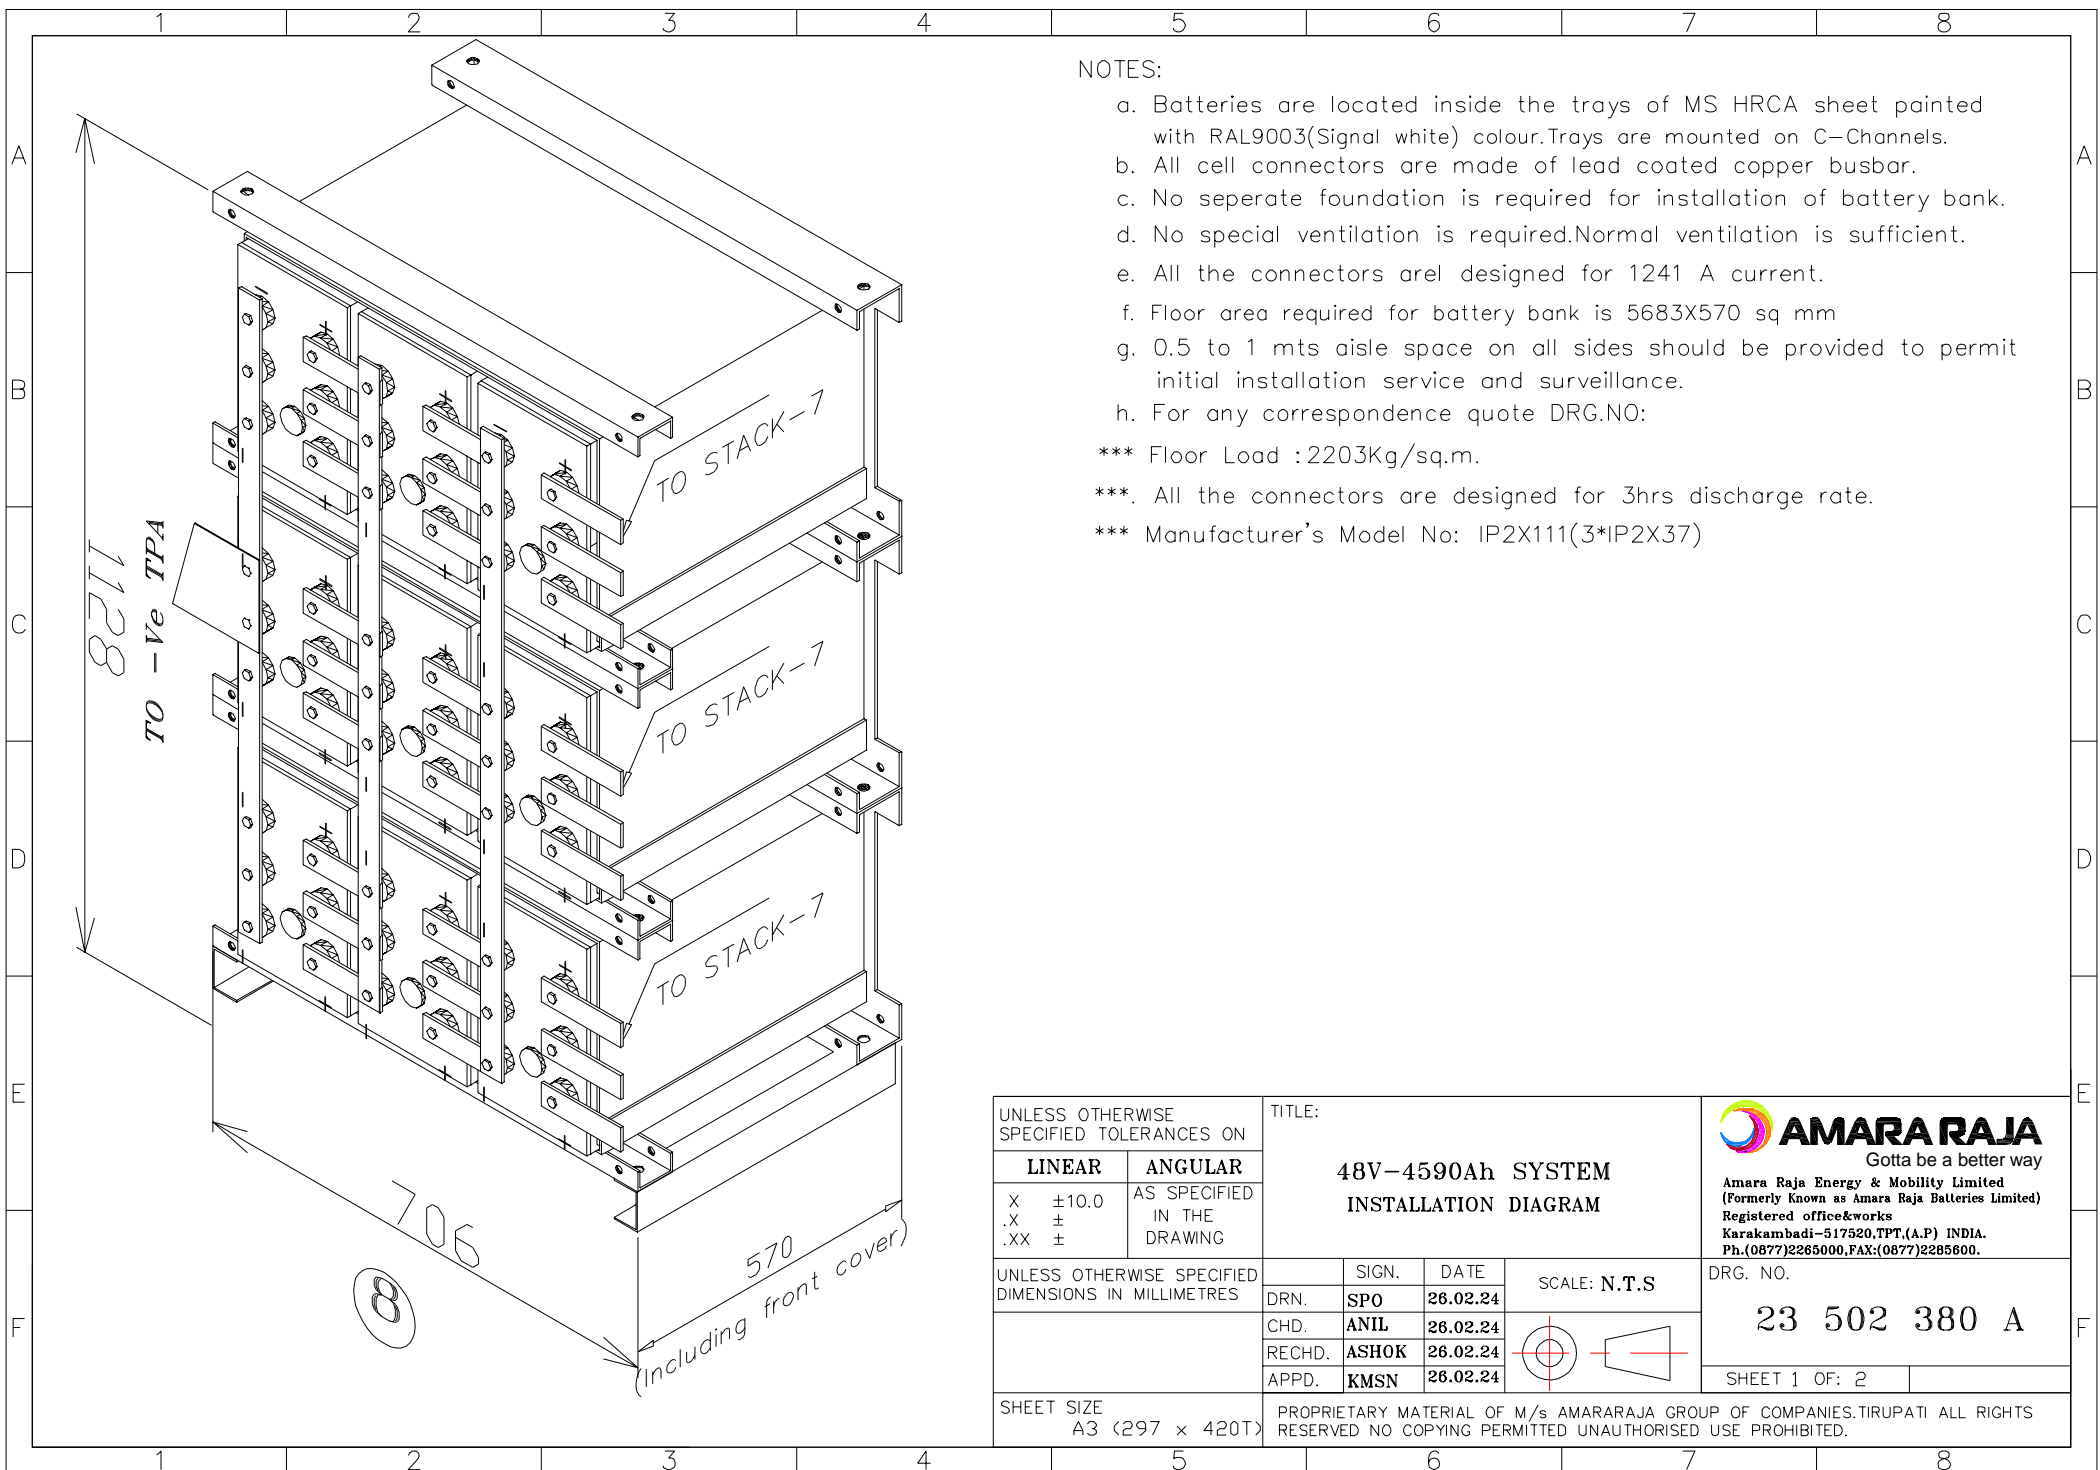 1 2 3 4 5 6 7 8
A
B
C
D
E
F
A
B
C
D
E
F
1128
TO -Ve TPA
TO STACK-7
TO STACK-7
TO STACK-7
706
570
(Including front cover)
8
NOTES:
a. Batteries are located inside the trays of MS HRCA sheet painted
with RAL9003(Signal white) colour.Trays are mounted on C-Channels.
b. All cell connectors are made of lead coated copper busbar.
c. No seperate foundation is required for installation of battery bank.
d. No special ventilation is required.Normal ventilation is sufficient.
e. All the connectors arel designed for 1241 A current.
f. Floor area required for battery bank is 5683X570 sq mm
g. 0.5 to 1 mts aisle space on all sides should be provided to permit
initial installation service and surveillance.
h. For any correspondence quote DRG.NO:
*** Floor Load :2203Kg/sq.m.
***. All the connectors are designed for 3hrs discharge rate.
*** Manufacturer's Model No: IP2X111(3*IP2X37)
UNLESS OTHERWISE
SPECIFIED TOLERANCES ON
LINEAR ANGULAR
X ±10.0
.X ±
.XX ±
AS SPECIFIED
IN THE
DRAWING
UNLESS OTHERWISE SPECIFIED
DIMENSIONS IN MILLIMETRES
SHEET SIZE
A3 (297 x 420T)
TITLE:
48V-4590Ah SYSTEM
INSTALLATION DIAGRAM
SIGN. DATE
DRN. SPO 26.02.24
CHD. ANIL 26.02.24
RECHD. ASHOK 26.02.24
APPD. KMSN 26.02.24
SCALE: N.T.S
AMARA RAJA
Gotta be a better way
Amara Raja Energy & Mobility Limited
(Formerly Known as Amara Raja Batteries Limited)
Registered office&works
Karakambadi-517520,TPT,(A.P) INDIA.
Ph.(0877)2265000,FAX:(0877)2285600.
DRG. NO.
23 502 380 A
SHEET 1 OF: 2
PROPRIETARY MATERIAL OF M/s AMARARAJA GROUP OF COMPANIES.TIRUPATI ALL RIGHTS
RESERVED NO COPYING PERMITTED UNAUTHORISED USE PROHIBITED.
1 2 3 4 5 6 7 8